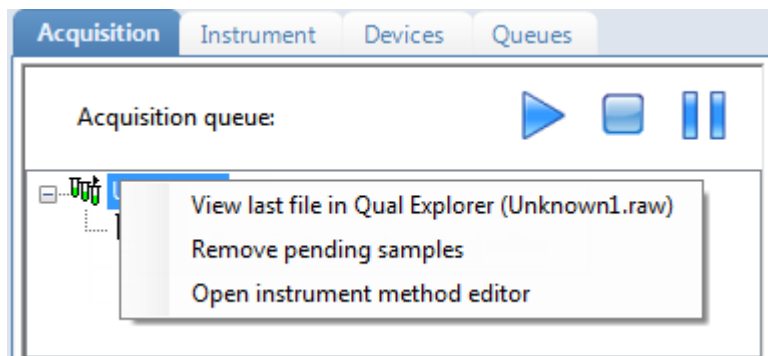 Acquisition Instrument Devices Queues
Acquisition queue:
View last file in Qual Explorer (Unknown1.raw)
Remove pending samples
Open instrument method editor